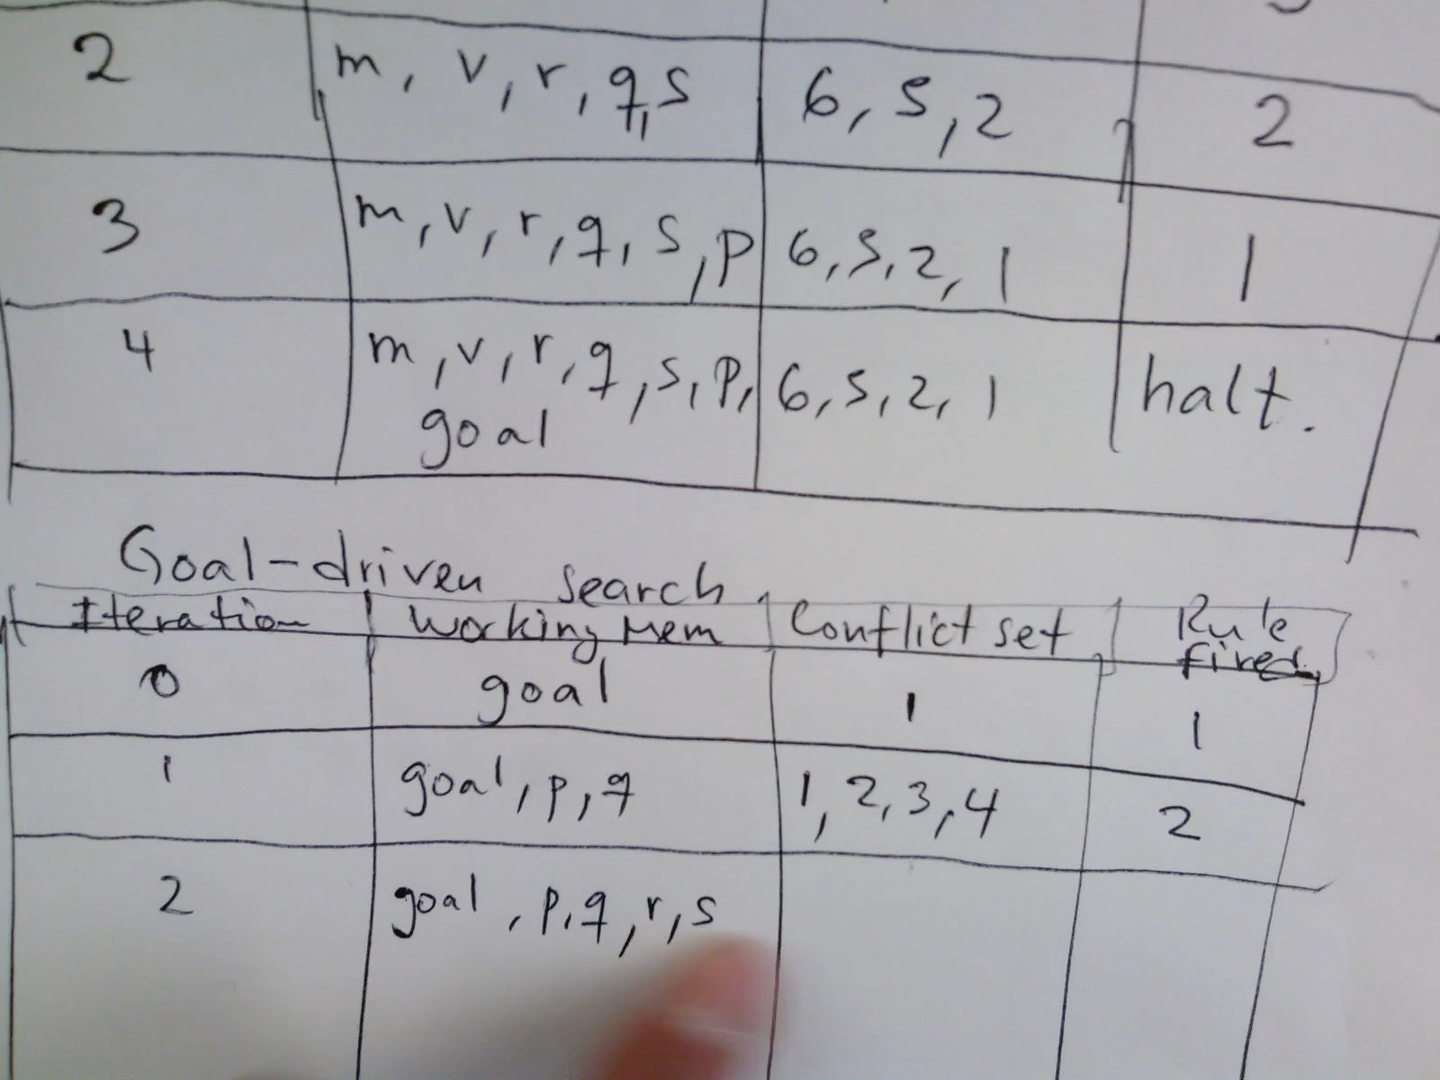 2 m, v, r, q, s 6, 5, 2 2
3 m, v, r, q, s, p 6, 5, 2, 1 1
4 m, v, r, q, s, p, 6, 5, 2, 1 halt.
goal
Goal-driven search
Iteration Working Mem Conflict set Rule
fired
0 goal 1 1
1 goal, p, q 1, 2, 3, 4 2
2 goal, p, q, r, s